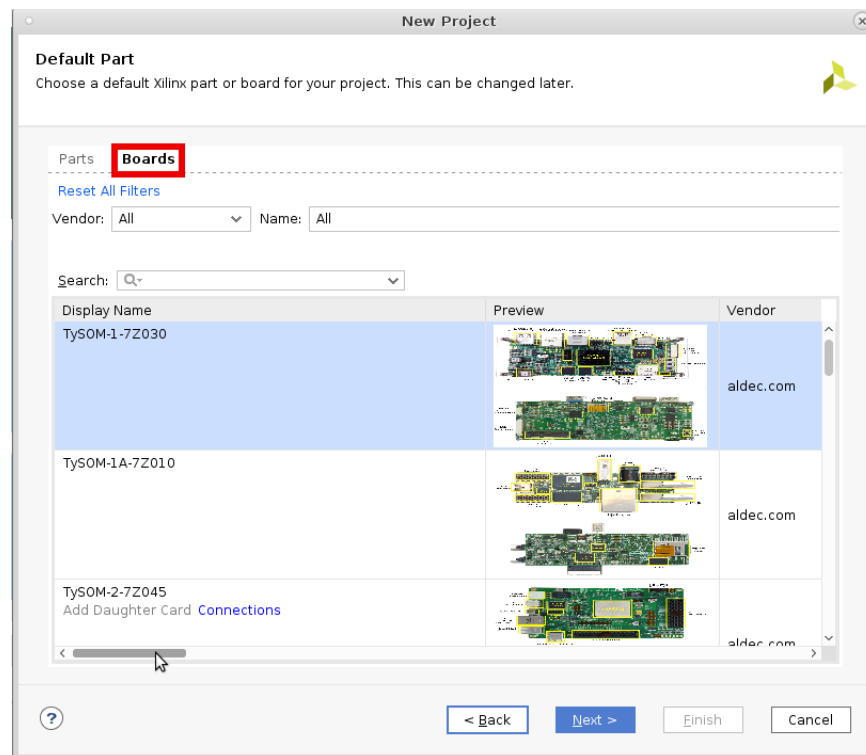 New Project
Default Part
Choose a default Xilinx part or board for your project. This can be changed later.
Parts Boards
Reset All Filters
Vendor: All Name: All
Search:
Display Name Preview Vendor
TySOM-1-7Z030
aldec.com
TySOM-1A-7Z010
aldec.com
TySOM-2-7Z045
Add Daughter Card Connections
aldec.com
? < Back Next > Finish Cancel